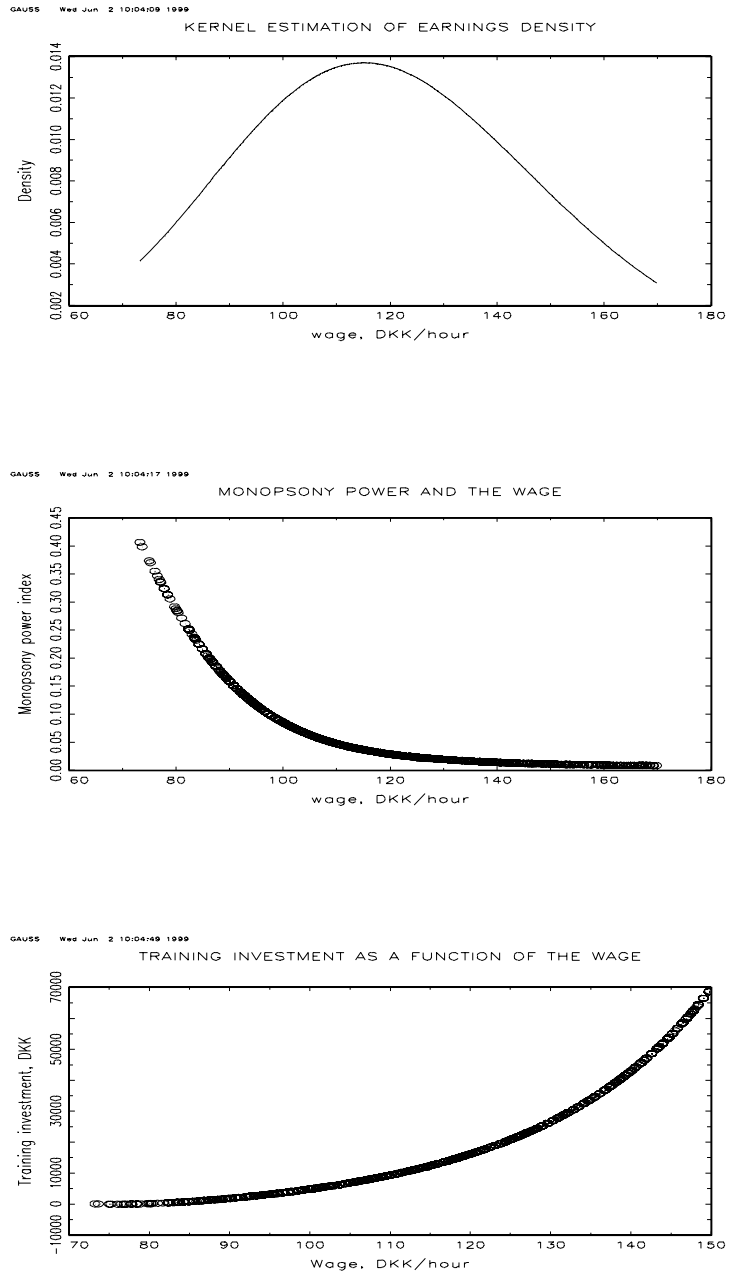 GAUSS Wed Jun 2 10:04:09 1999
KERNEL ESTIMATION OF EARNINGS DENSITY
Density
0.002 0.004 0.006 0.008 0.010 0.012 0.014
60 80 100 120 140 160 180
wage, DKK/hour
GAUSS Wed Jun 2 10:04:17 1999
MONOPSONY POWER AND THE WAGE
Monopsony power index
0.00 0.05 0.10 0.15 0.20 0.25 0.30 0.35 0.40 0.45
60 80 100 120 140 160 180
wage, DKK/hour
GAUSS Wed Jun 2 10:04:49 1999
TRAINING INVESTMENT AS A FUNCTION OF THE WAGE
Training investment, DKK
-10000 0 10000 30000 50000 70000
70 80 90 100 110 120 130 140 150
Wage, DKK/hour